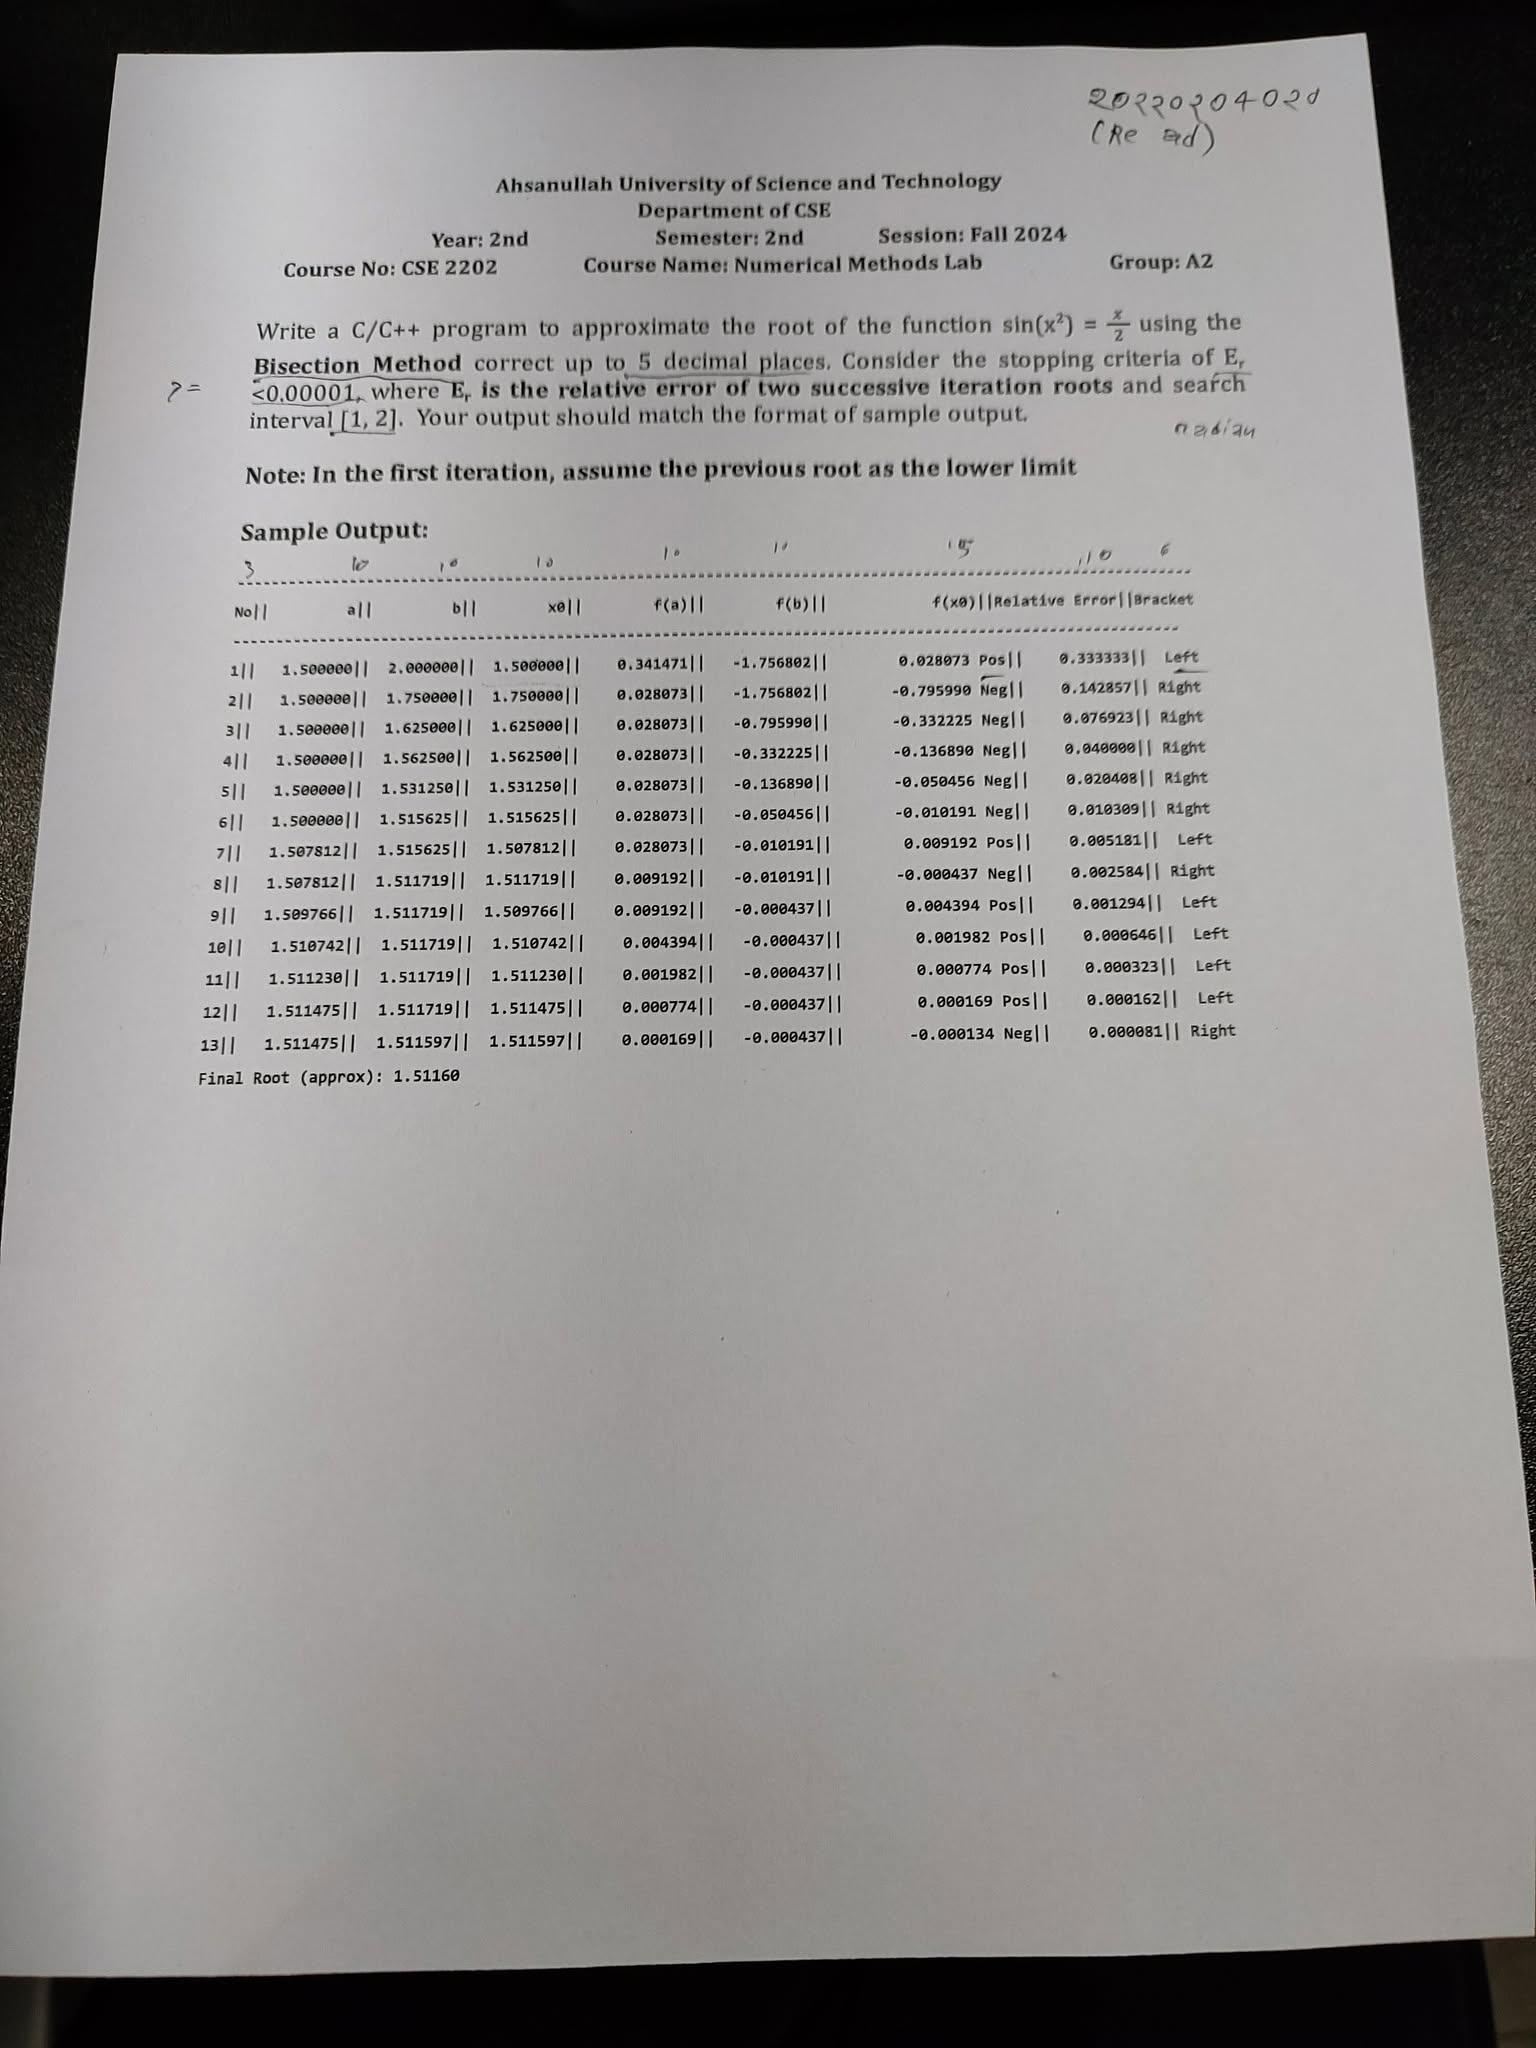 (Re ad)
Ahsanullah University of Science and Technology
Department of CSE
Year: 2nd Semester: 2nd Session: Fall 2024
Course No: CSE 2202 Course Name: Numerical Methods Lab Group: A2
Write a C/C++ program to approximate the root of the function sin(x²) = x/2 using the
Bisection Method correct up to 5 decimal places. Consider the stopping criteria of Eᵣ
>= <0.00001, where Eᵣ is the relative error of two successive iteration roots and search
interval [1, 2]. Your output should match the format of sample output.
radian
Note: In the first iteration, assume the previous root as the lower limit
Sample Output:
3 10 10 10 10 10 15 10 6
--------------------------------------------------------------------------------
No|| a|| b|| x0|| f(a)|| f(b)|| f(x0)||Relative Error||Bracket
--------------------------------------------------------------------------------
1|| 1.500000|| 2.000000|| 1.500000|| 0.341471|| -1.756802|| 0.028073 Pos|| 0.333333|| Left
2|| 1.500000|| 1.750000|| 1.750000|| 0.028073|| -1.756802|| -0.795990 Neg|| 0.142857|| Right
3|| 1.500000|| 1.625000|| 1.625000|| 0.028073|| -0.795990|| -0.332225 Neg|| 0.076923|| Right
4|| 1.500000|| 1.562500|| 1.562500|| 0.028073|| -0.332225|| -0.136890 Neg|| 0.040000|| Right
5|| 1.500000|| 1.531250|| 1.531250|| 0.028073|| -0.136890|| -0.050456 Neg|| 0.020408|| Right
6|| 1.500000|| 1.515625|| 1.515625|| 0.028073|| -0.050456|| -0.010191 Neg|| 0.010309|| Right
7|| 1.507812|| 1.515625|| 1.507812|| 0.028073|| -0.010191|| 0.009192 Pos|| 0.005181|| Left
8|| 1.507812|| 1.511719|| 1.511719|| 0.009192|| -0.010191|| -0.000437 Neg|| 0.002584|| Right
9|| 1.509766|| 1.511719|| 1.509766|| 0.009192|| -0.000437|| 0.004394 Pos|| 0.001294|| Left
10|| 1.510742|| 1.511719|| 1.510742|| 0.004394|| -0.000437|| 0.001982 Pos|| 0.000646|| Left
11|| 1.511230|| 1.511719|| 1.511230|| 0.001982|| -0.000437|| 0.000774 Pos|| 0.000323|| Left
12|| 1.511475|| 1.511719|| 1.511475|| 0.000774|| -0.000437|| 0.000169 Pos|| 0.000162|| Left
13|| 1.511475|| 1.511597|| 1.511597|| 0.000169|| -0.000437|| -0.000134 Neg|| 0.000081|| Right
Final Root (approx): 1.51160